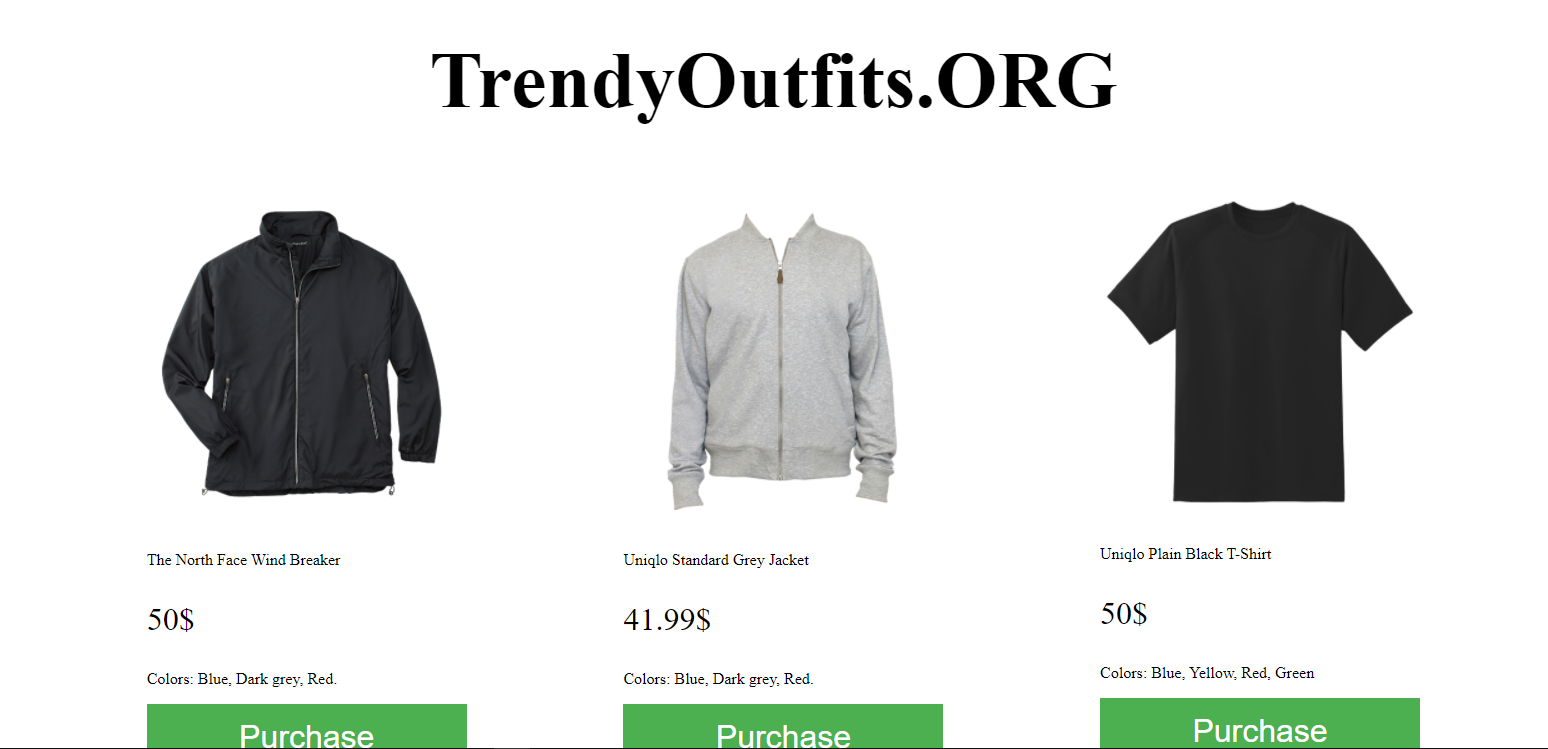 TrendyOutfits.ORG
The North Face Wind Breaker
50$
Colors: Blue, Dark grey, Red.
Purchase
Uniqlo Standard Grey Jacket
41.99$
Colors: Blue, Dark grey, Red.
Purchase
Uniqlo Plain Black T-Shirt
50$
Colors: Blue, Yellow, Red, Green
Purchase